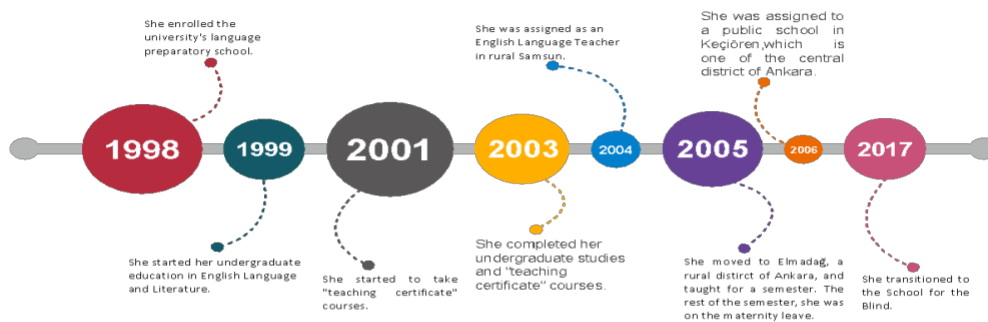 She enrolled the
university's language
preparatory school.
She was assigned as an
English Language Teacher
in rural Samsun.
She was assigned to
a public school in
Keçiören,which is
one of the central
district of Ankara.
1998
1999
2001
2003
2004
2005
2006
2017
She started her undergraduate
education in English Language
and Literature.
She started to take
"teaching certificate"
courses.
She completed her
undergraduate studies
and "teaching
certificate" courses.
She moved to Elmadağ, a
rural distirct of Ankara, and
taught for a semester. The
rest of the semester, she was
on the maternity leave.
She transitioned to
the School for the
Blind.